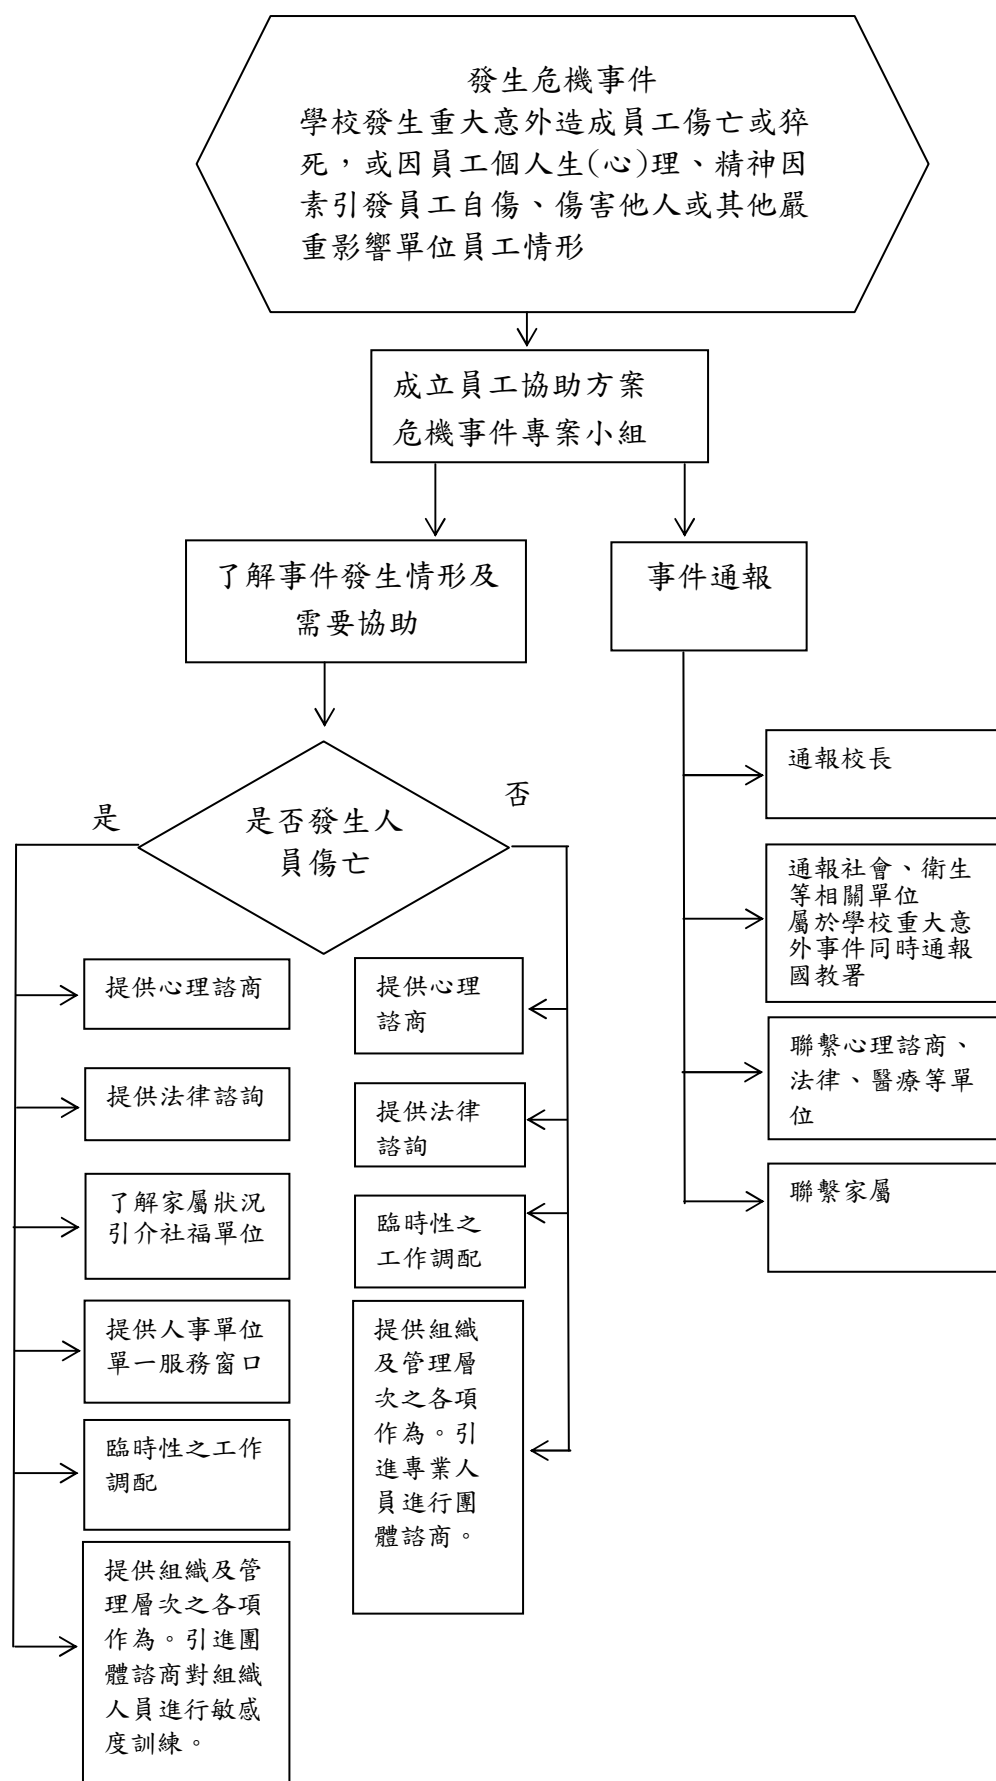 發生危機事件
學校發生重大意外造成員工傷亡或猝
死，或因員工個人生(心)理、精神因
素引發員工自傷、傷害他人或其他嚴
重影響單位員工情形
成立員工協助方案
危機事件專案小組
了解事件發生情形及
需要協助
事件通報
是否發生人
員傷亡
是
否
提供心理諮商
提供法律諮詢
了解家屬狀況
引介社福單位
提供人事單位
單一服務窗口
臨時性之工作
調配
提供組織及管
理層次之各項
作為。引進團
體諮商對組織
人員進行敏感
度訓練。
提供心理
諮商
提供法律
諮詢
臨時性之
工作調配
提供組織
及管理層
次之各項
作為。引
進專業人
員進行團
體諮商。
通報校長
通報社會、衛生
等相關單位
屬於學校重大意
外事件同時通報
國教署
聯繫心理諮商、
法律、醫療等單
位
聯繫家屬